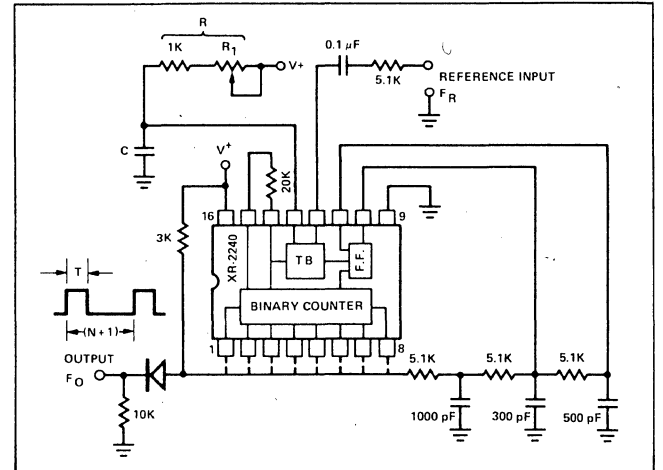 R
1K
R1
V+
0.1 µF
5.1K
REFERENCE INPUT
FR
C
V+
20K
3K
16
9
XR-2240
TB
F.F.
BINARY COUNTER
T
(N + 1)
1
8
OUTPUT
FO
10K
5.1K
5.1K
5.1K
1000 pF
300 pF
500 pF